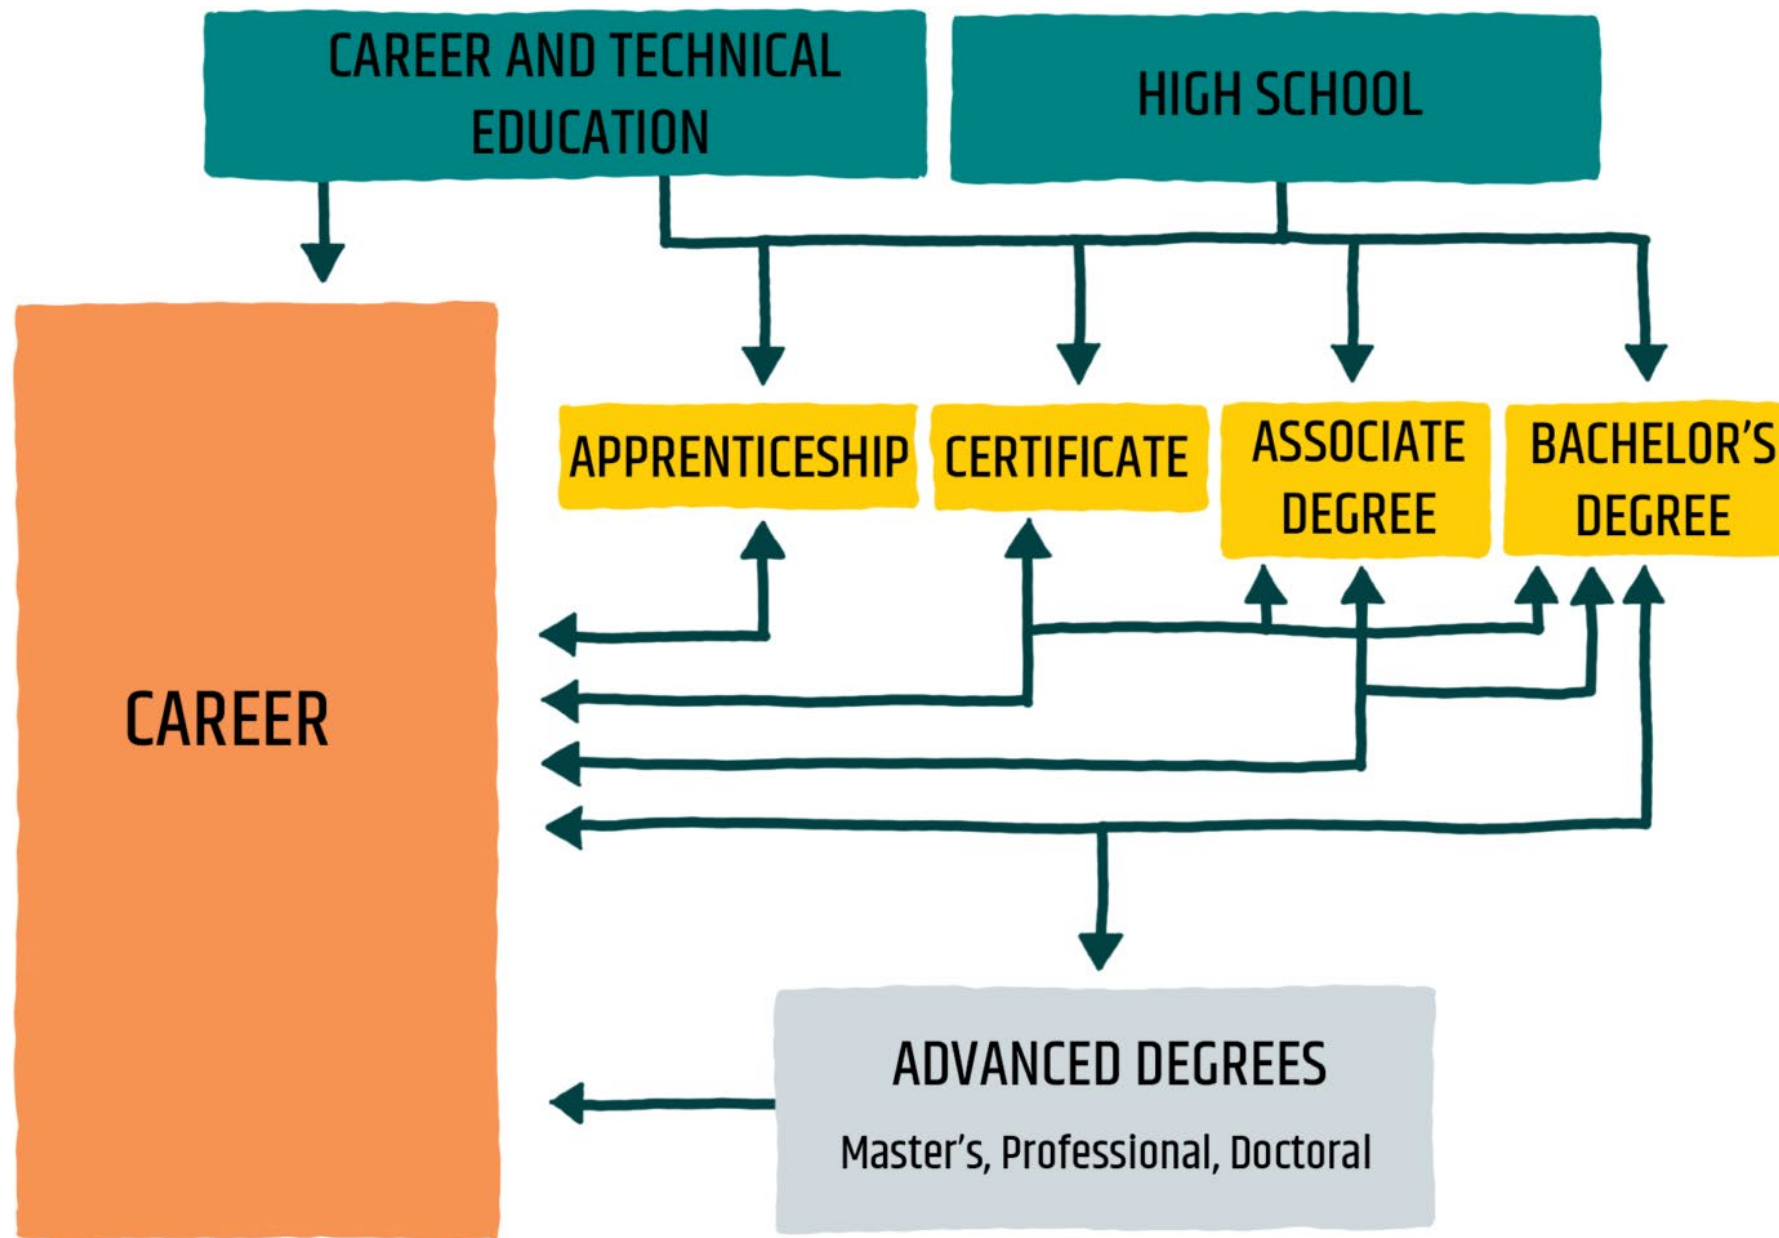 CAREER AND TECHNICAL
EDUCATION
HIGH SCHOOL
APPRENTICESHIP
CERTIFICATE
ASSOCIATE
DEGREE
BACHELOR'S
DEGREE
CAREER
ADVANCED DEGREES
Master's, Professional, Doctoral